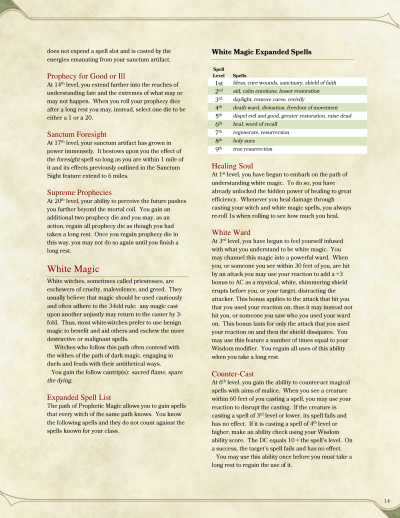 does not expend a spell slot and is casted by the
energies emanating from your sanctum artifact.
Prophecy for Good or Ill
At 14th level, you extend further into the reaches of
understanding fate and the extremes of what may or
may not happen. When you roll your prophecy dice
after a long rest you may, instead, select one die to be
either a 1 or a 20.
Sanctum Foresight
At 17th level, your sanctum artifact has grown in
power immensely. It bestows upon you the effect of
the foresight spell so long as you are within 1 mile of
it and its effects previously outlined in the Sanctum
Sight feature extend to 6 miles.
Supreme Prophecies
At 20th level, your ability to perceive the future pushes
you further beyond the mortal coil. You gain an
additional two prophecy die and you may, as an
action, regain all prophecy die as though you had
taken a long rest. Once you regain prophecy die in
this way, you may not do so again until you finish a
long rest.
White Magic
White witches, sometimes called priestesses, are
eschewers of cruelty, malevolence, and greed. They
usually believe that magic should be used cautiously
and often adhere to the 3-fold rule: any magic cast
upon another unjustly may return to the caster by 3-
fold. Thus, most white-witches prefer to use benign
magic to benefit and aid others and eschew the more
destructive or malignant spells.
Witches who follow this path often contend with
the withes of the path of dark magic, engaging in
duels and feuds with their antithetical ways.
You gain the follow cantrip(s): sacred flame, spare
the dying.
Expanded Spell List
The path of Prophetic Magic allows you to gain spells
that every witch of the same path knows. You know
the following spells and they do not count against the
spells known for your class.
White Magic Expanded Spells
Spell
Level Spells
1st bless, cure wounds, sanctuary, shield of faith
2nd aid, calm emotions, lesser restoration
3rd daylight, remove curse, revivify
4th death ward, divination, freedom of movement
5th dispel evil and good, greater restoration, raise dead
6th heal, word of recall
7th regenerate, resurrection
8th holy aura
9th true resurrection
Healing Soul
At 1st level, you have begun to embark on the path of
understanding white magic. To do so, you have
already unlocked the hidden power of healing to great
efficiency. Whenever you heal damage through
casting your witch and white magic spells, you always
re-roll 1s when rolling to see how much you heal.
White Ward
At 3rd level, you have begun to feel yourself infused
with what you understand to be white magic. You
may channel this magic into a powerful ward. When
you, or someone you see within 30 feet of you, are hit
by an attack you may use your reaction to add a +3
bonus to AC as a mystical, white, shimmering shield
erupts before you, or your target, distracting the
attacker. This bonus applies to the attack that hit you
that you used your reaction on, thus it may instead not
hit you, or someone you saw who you used your ward
on. This bonus lasts for only the attack that you used
your reaction on and then the shield dissipates. You
may use this feature a number of times equal to your
Wisdom modifier. You regain all uses of this ability
when you take a long rest.
Counter-Cast
At 6th level, you gain the ability to counter-act magical
spells with aims of malice. When you see a creature
within 60 feet of you casting a spell, you may use your
reaction to disrupt the casting. If the creature is
casting a spell of 3rd level or lower, its spell fails and
has no effect. If it is casting a spell of 4th level or
higher, make an ability check using your Wisdom
ability score. The DC equals 10 + the spell's level. On
a success, the target's spell fails and has no effect.
You may use this ability once before you must take a
long rest to regain the use of it.
14